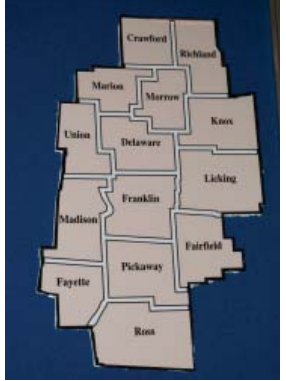 Crawford
Richland
Marion
Morrow
Knox
Union
Delaware
Licking
Franklin
Madison
Fairfield
Pickaway
Fayette
Ross